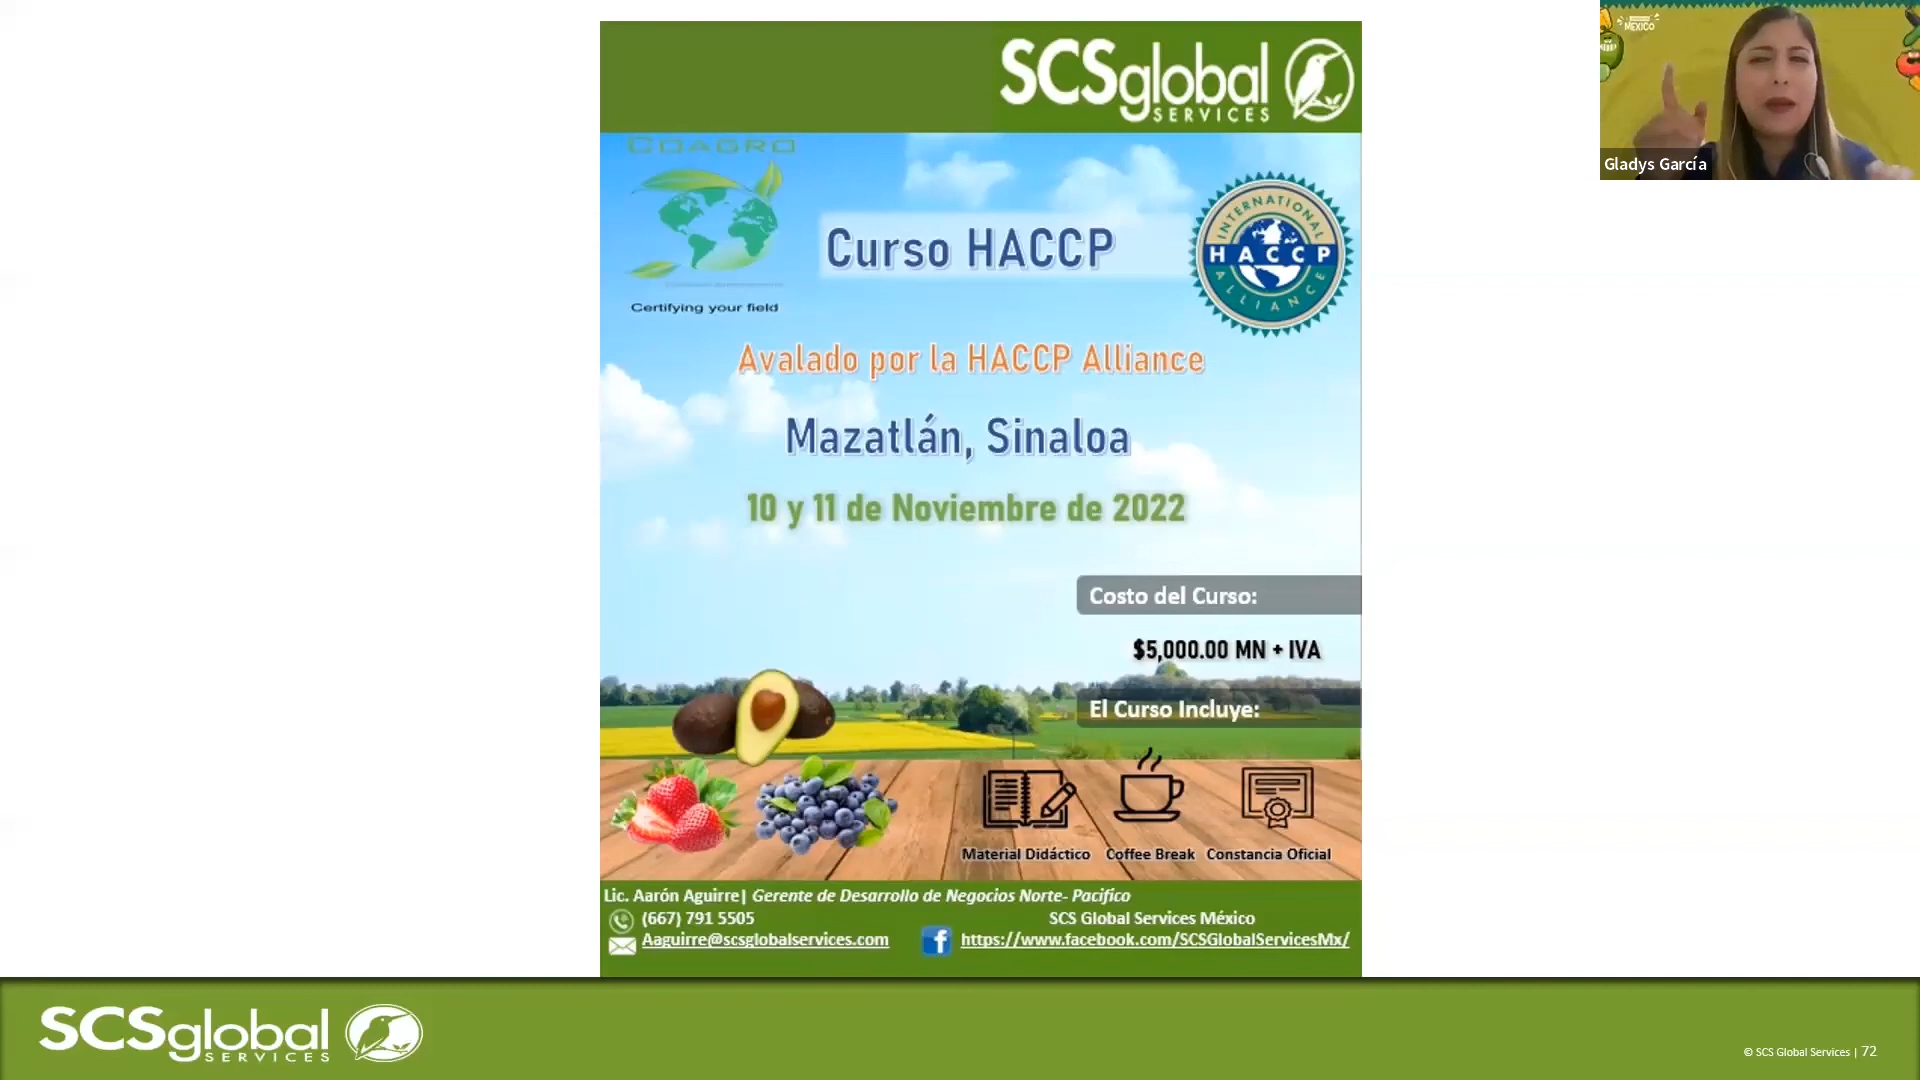 SCSglobal
SERVICES
MÉXICO
Gladys García
COAGRO
Certifying your field
Curso HACCP
INTERNATIONAL
HACCP
ALLIANCE
Avalado por la HACCP Alliance
Mazatlán, Sinaloa
10 y 11 de Noviembre de 2022
Costo del Curso:
$5,000.00 MN + IVA
El Curso Incluye:
Material Didáctico
Coffee Break
Constancia Oficial
Lic. Aarón Aguirre| Gerente de Desarrollo de Negocios Norte- Pacifico
(667) 791 5505
SCS Global Services México
Aaguirre@scsglobalservices.com
https://www.facebook.com/SCSGlobalServicesMx/
SCSglobal
SERVICES
© SCS Global Services | 72